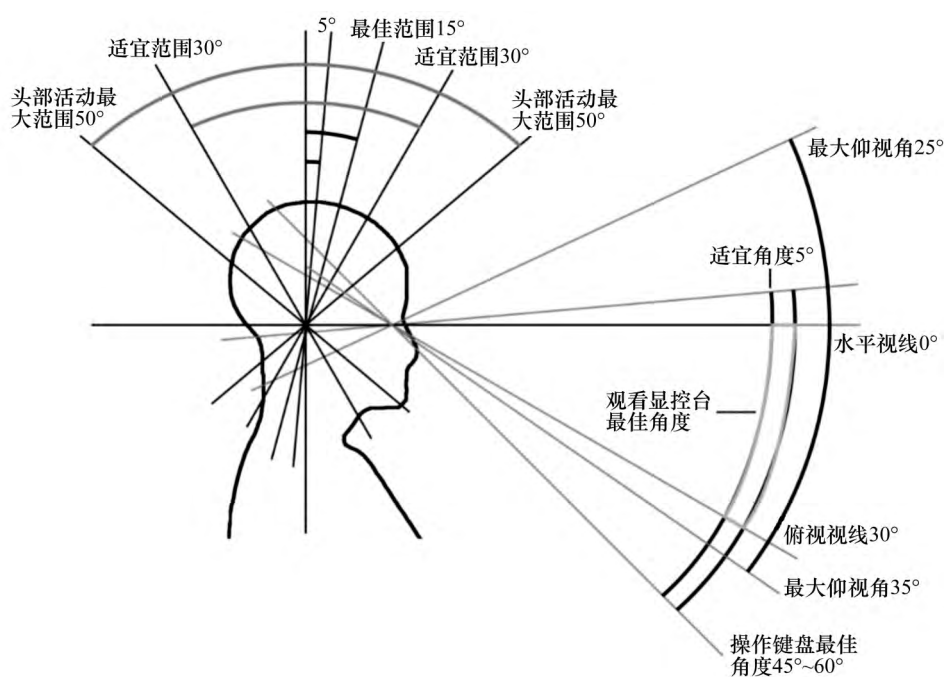 5°
最佳范围15°
适宜范围30°
适宜范围30°
头部活动最
大范围50°
头部活动最
大范围50°
最大仰视角25°
适宜角度5°
水平视线0°
观看显控台
最佳角度
俯视视线30°
最大仰视角35°
操作键盘最佳
角度45°~60°